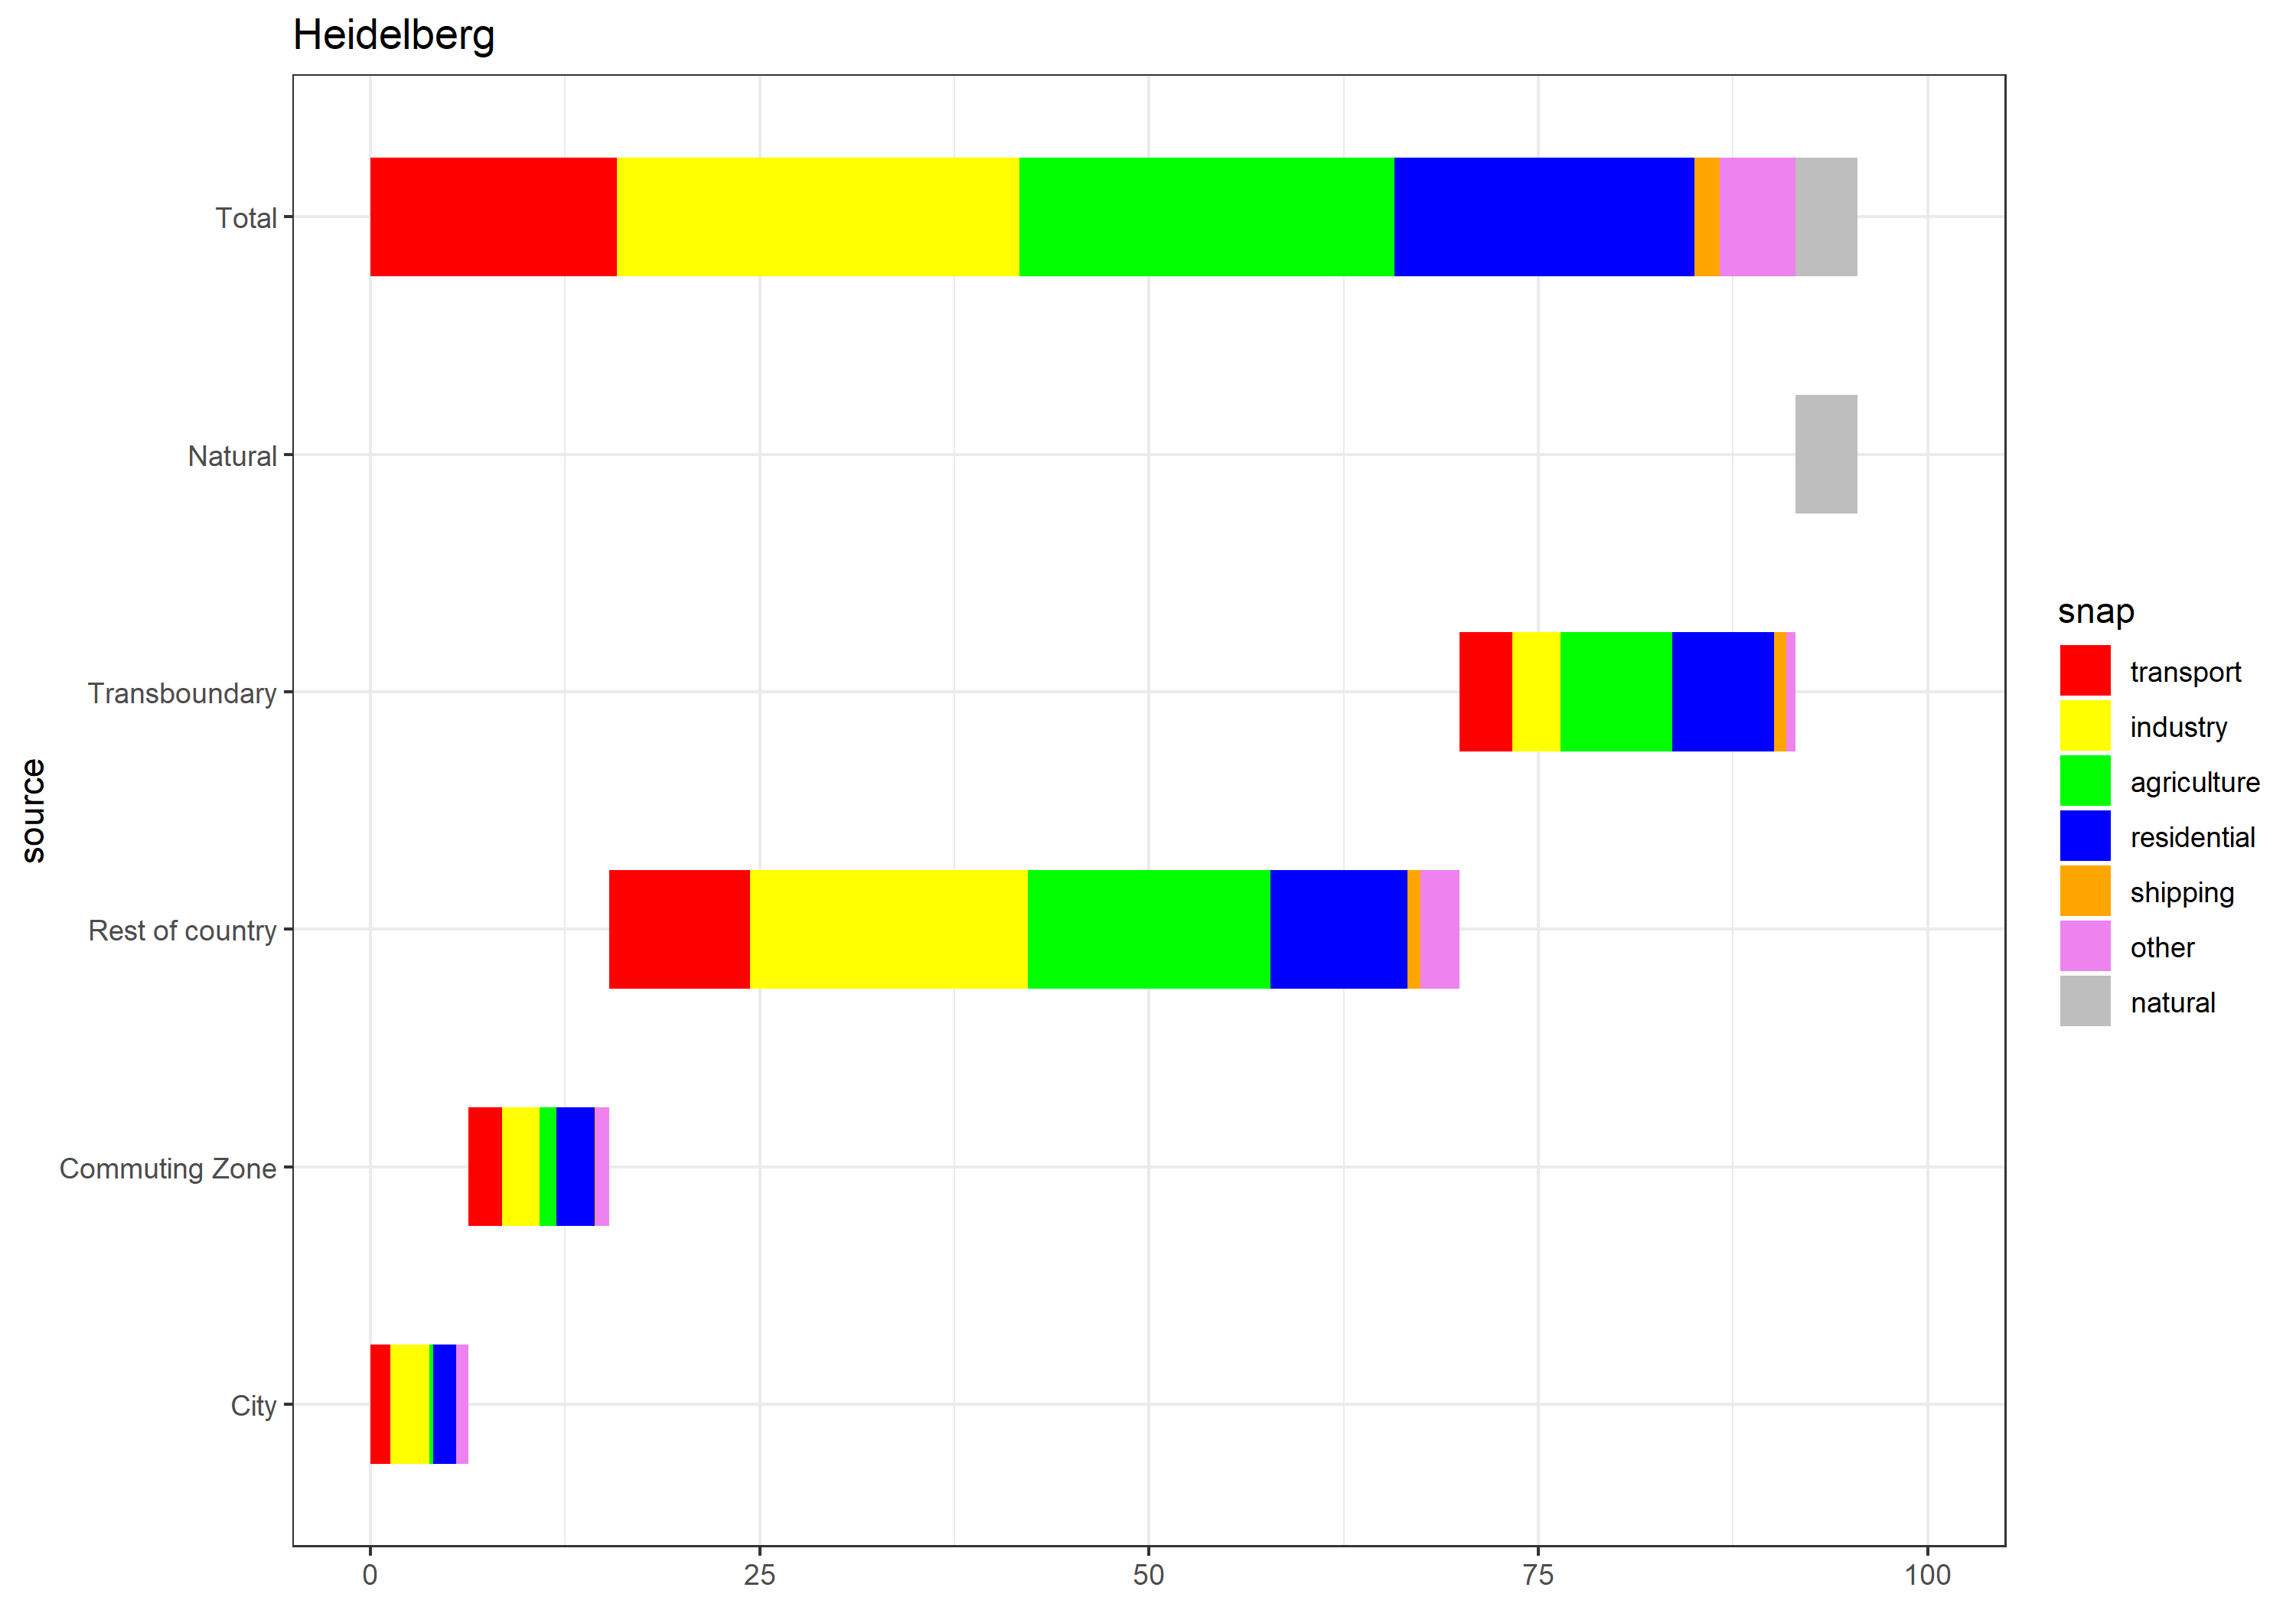 Heidelberg
Total
Natural
Transboundary
Rest of country
Commuting Zone
City
source
0 25 50 75 100
snap
transport
industry
agriculture
residential
shipping
other
natural